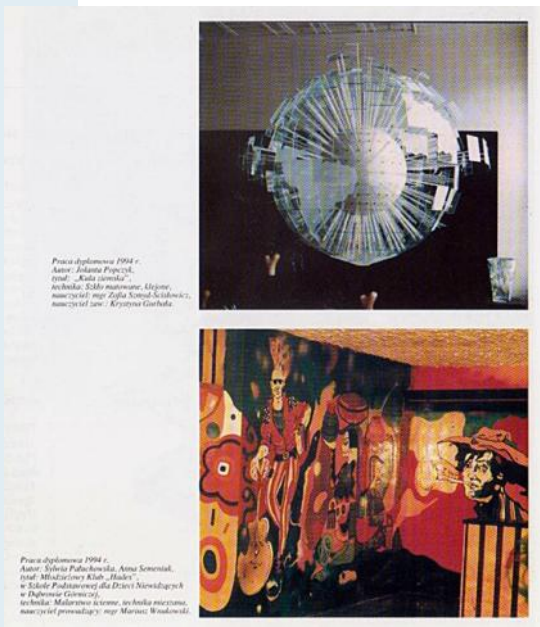 Praca dyplomowa 1994 r.
Autor: Jolanta Popczyk,
tytuł: „Kula ziemska”,
technika: Szkło matowane, klejone,
nauczyciel: mgr Zofia Szmyd-Ścisłowicz,
nauczyciel zaw.: Krystyna Garbała.
Praca dyplomowa 1994 r.
Autor: Sylwia Pałuchowska, Anna Semeniuk,
tytuł: Młodzieżowy Klub „Hades”,
w Szkole Podstawowej dla Dzieci Niewidzących
w Dąbrowie Górniczej,
technika: Malarstwo ścienne, technika mieszana,
nauczyciel prowadzący: mgr Mariusz Wnukowski.